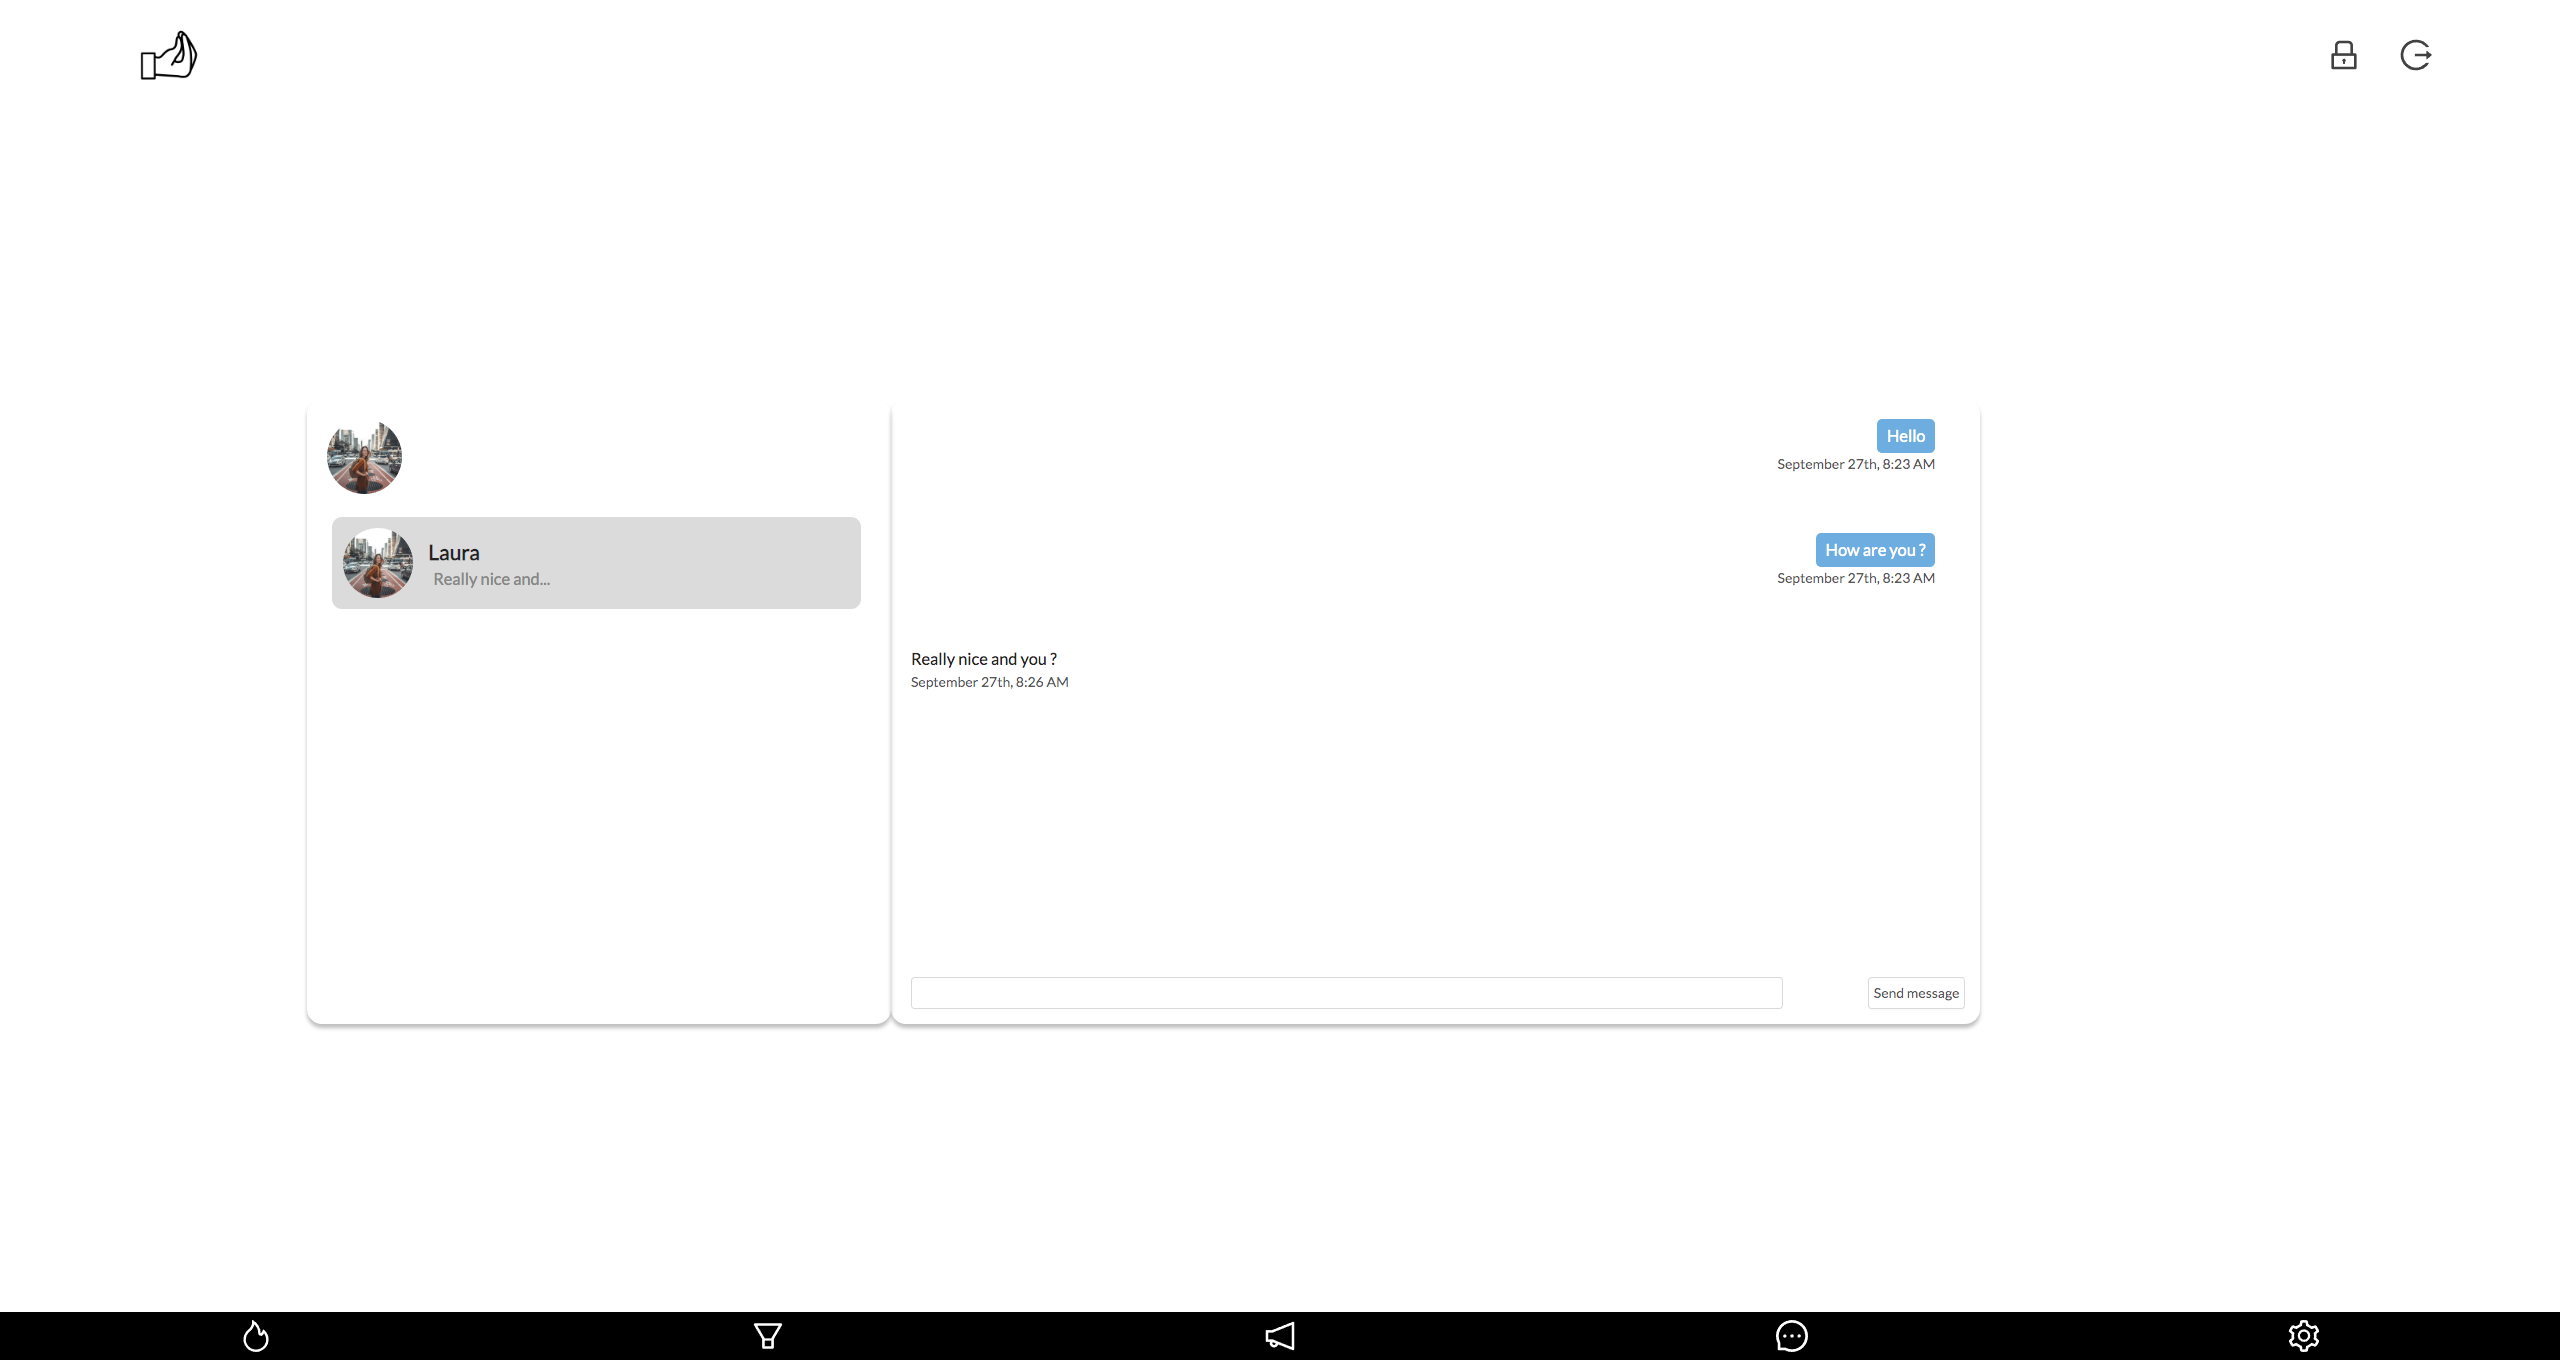 Laura
Really nice and...
Hello
September 27th, 8:23 AM
How are you ?
September 27th, 8:23 AM
Really nice and you ?
September 27th, 8:26 AM
Send message